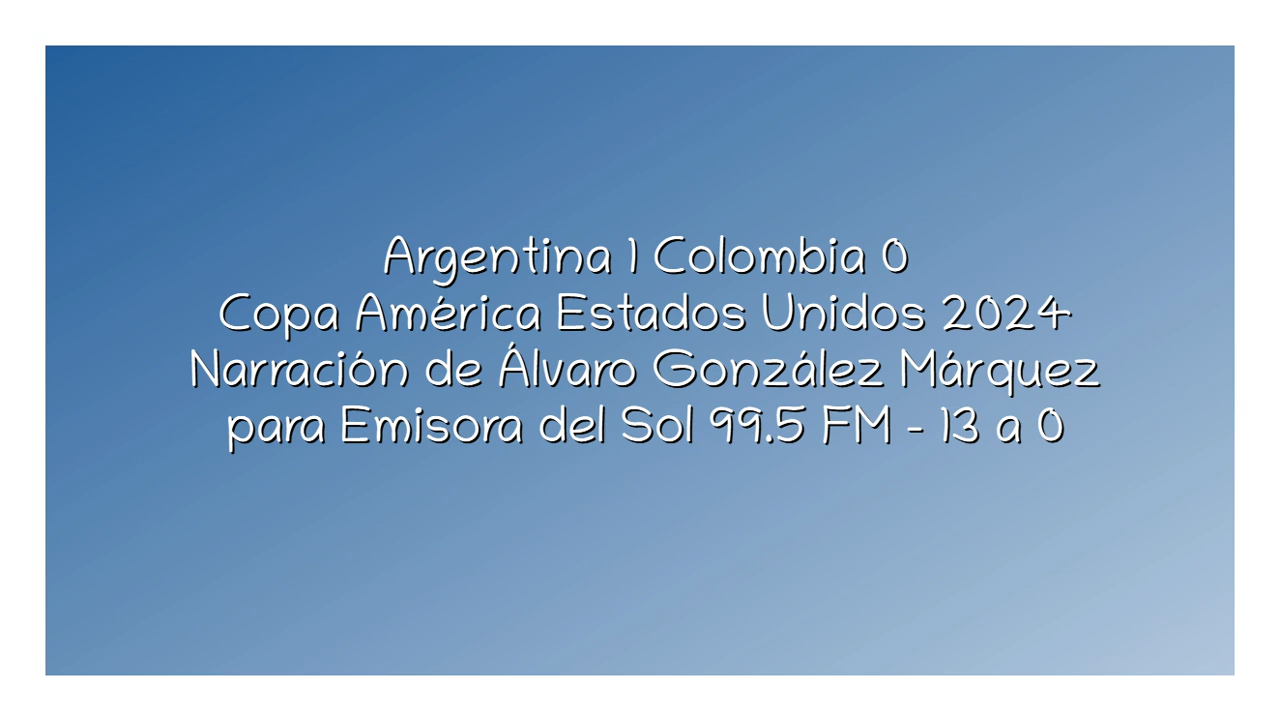 Argentina 1 Colombia 0
Copa América Estados Unidos 2024
Narración de Álvaro González Márquez
para Emisora del Sol 99.5 FM - 13 a 0